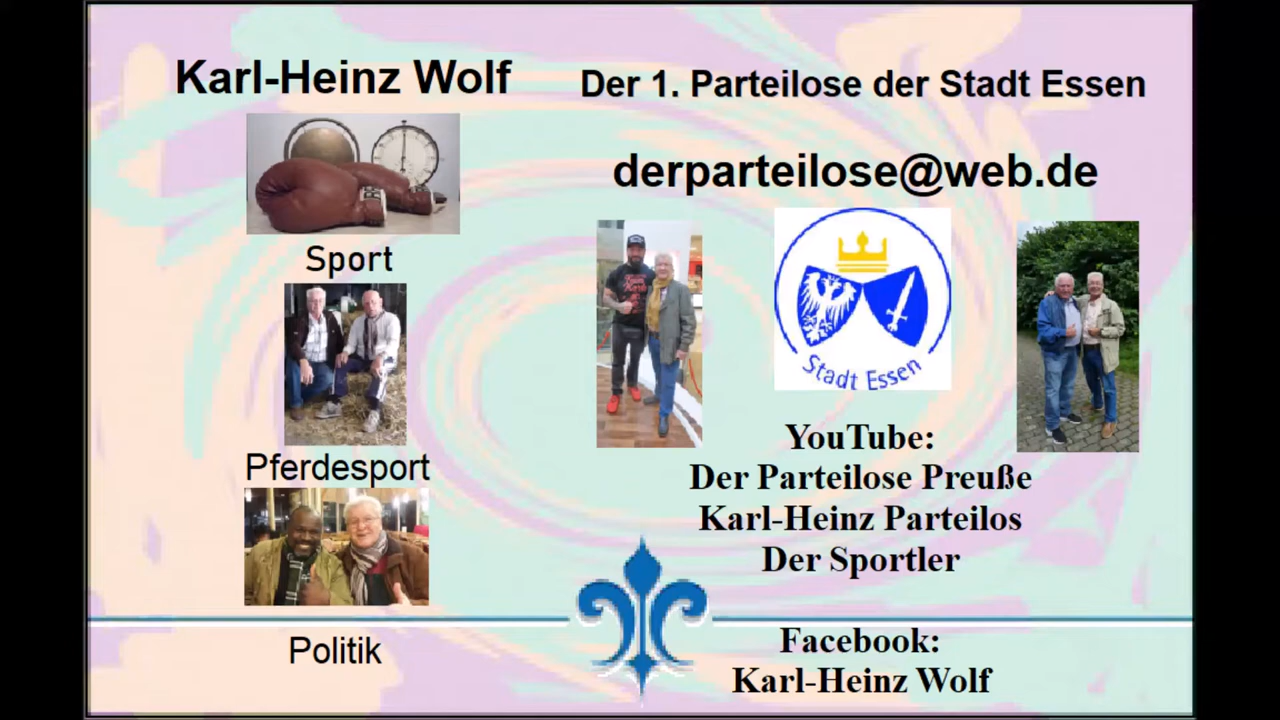 Karl-Heinz Wolf
Der 1. Parteilose der Stadt Essen
derparteilose@web.de
Sport
Pferdesport
Politik
Stadt Essen
YouTube:
Der Parteilose Preuße
Karl-Heinz Parteilos
Der Sportler
Facebook:
Karl-Heinz Wolf